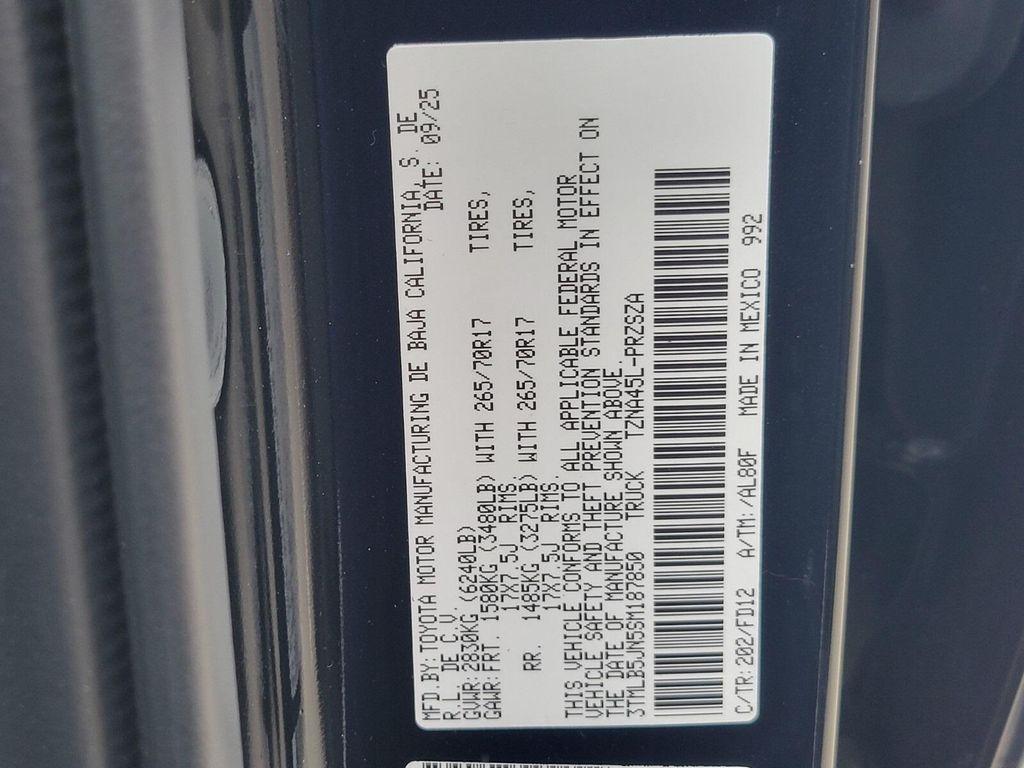 MFD.BY:TOYOTA MOTOR MANUFACTURING DE BAJA CALIFORNIA, S. DE
R.L. DE C.V. DATE: 09/25
GVWR:2830KG (6240LB)
GAWR:FRT. 1580KG (3480LB) WITH 265/70R17 TIRES,
17X7.5J RIMS.
RR. 1485KG (3275LB) WITH 265/70R17 TIRES,
17X7.5J RIMS.
THIS VEHICLE CONFORMS TO ALL APPLICABLE FEDERAL MOTOR
VEHICLE SAFETY AND THEFT PREVENTION STANDARDS IN EFFECT ON
THE DATE OF MANUFACTURE SHOWN ABOVE.
3TMLB5JN5SM187850 TRUCK TZNA45L-PRZSZA
C/TR:202/FD12 A/TM:/AL80F MADE IN MEXICO 992